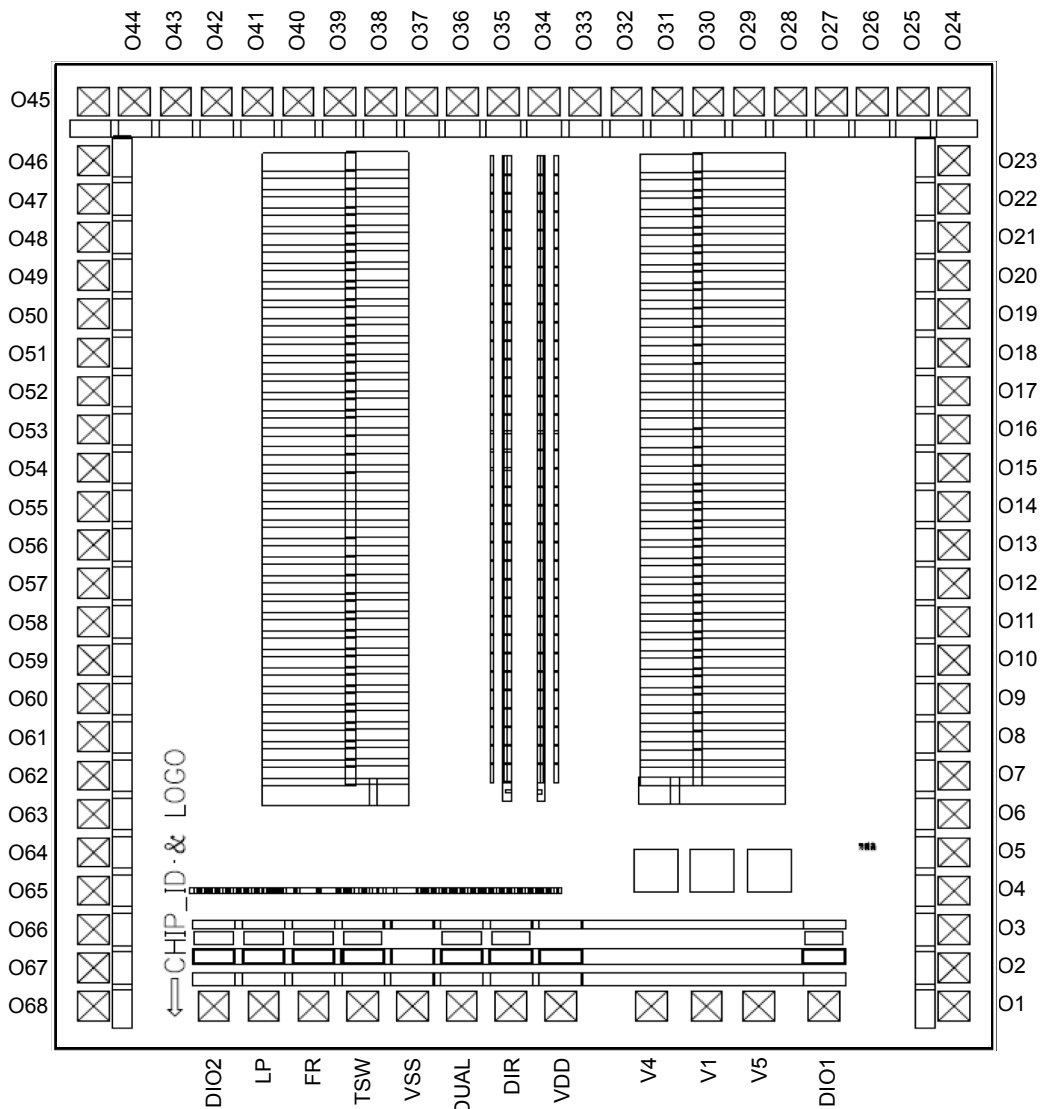 O44 O43 O42 O41 O40 O39 O38 O37 O36 O35 O34 O33 O32 O31 O30 O29 O28 O27 O26 O25 O24
O45
O46 O23
O47 O22
O48 O21
O49 O20
O50 O19
O51 O18
O52 O17
O53 O16
O54 O15
O55 O14
O56 O13
O57 O12
O58 O11
O59 O10
O60 O9
O61 O8
O62 O7
O63 O6
O64 O5
O65 O4
O66 O3
O67 O2
O68 O1
CHIP_ID & LOGO
DIO2 LP FR TSW VSS DUAL DIR VDD V4 V1 V5 DIO1